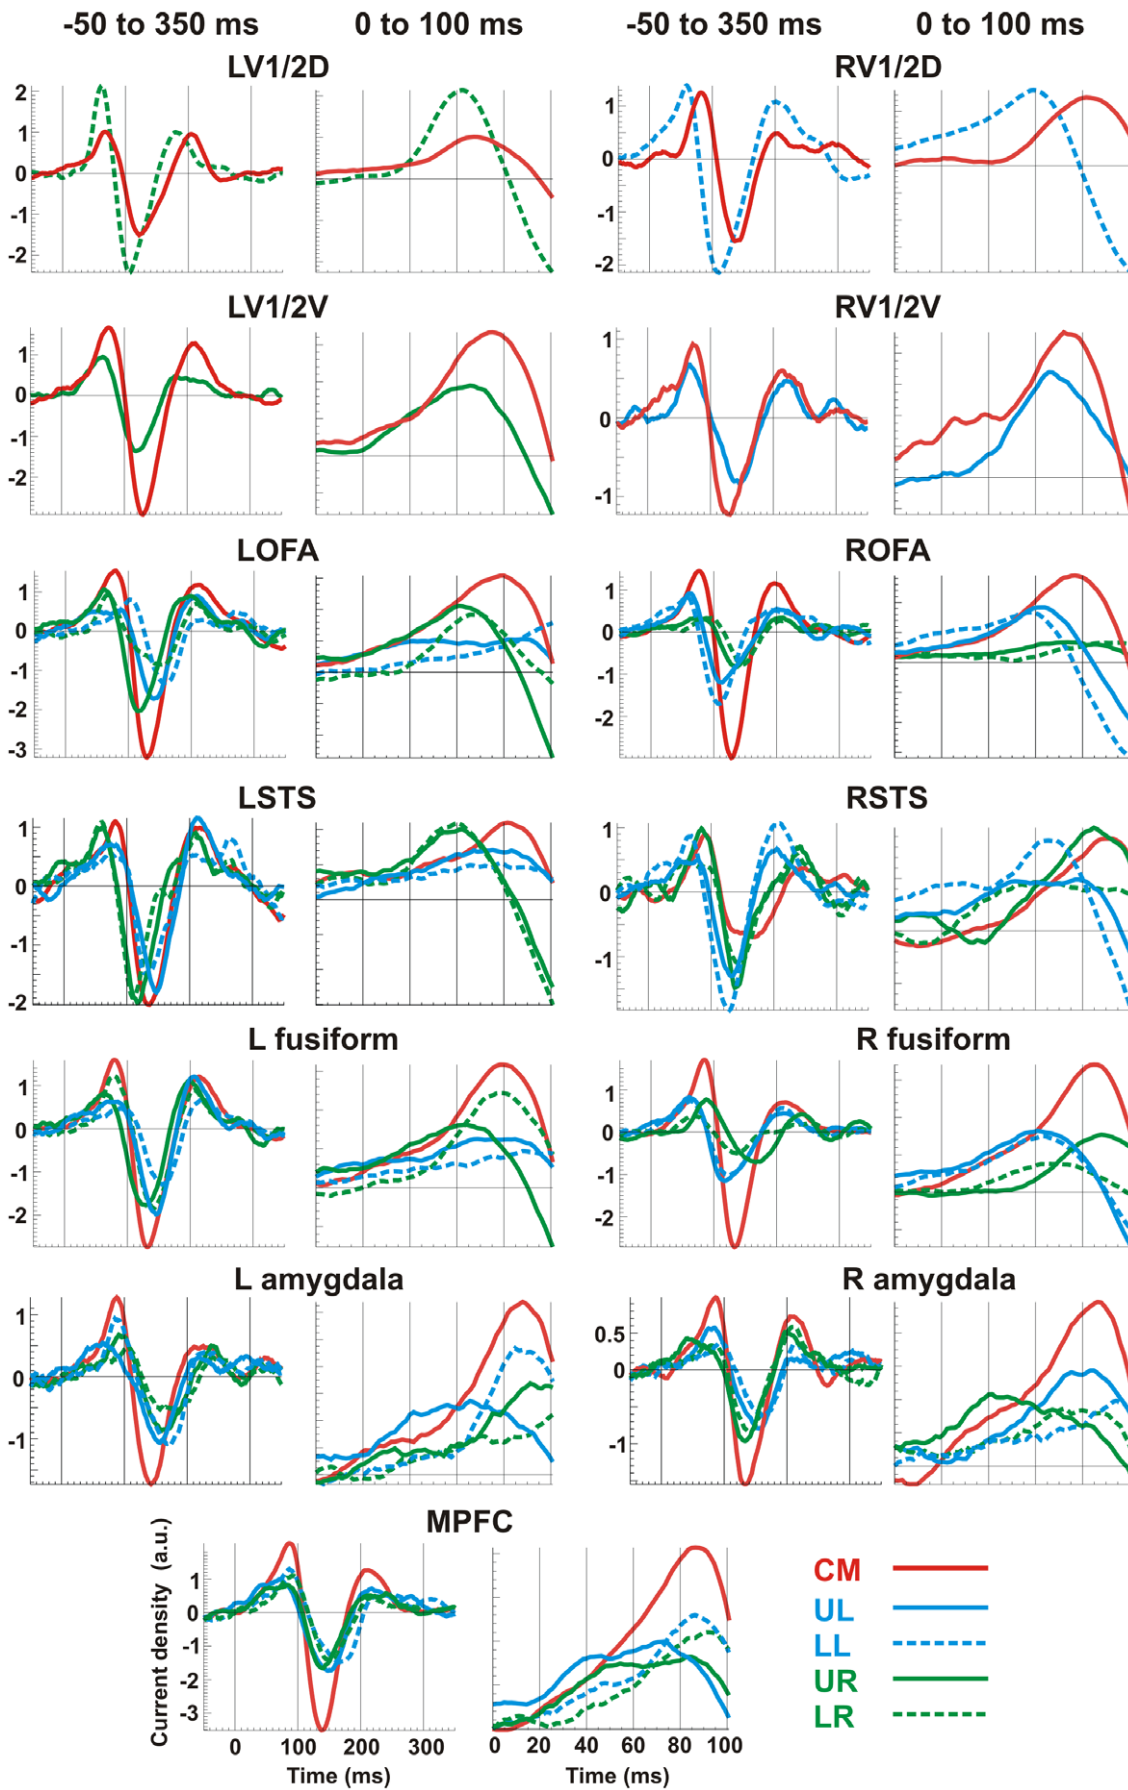 -50 to 350 ms 0 to 100 ms -50 to 350 ms 0 to 100 ms
LV1/2D RV1/2D
2
1
0
-1
-2
1
0
-1
-2
LV1/2V RV1/2V
1
0
-1
-2
1
0
-1
LOFA ROFA
1
0
-1
-2
-3
1
0
-1
-2
LSTS RSTS
1
0
-1
-2
1
0
-1
L fusiform R fusiform
1
0
-1
-2
1
0
-1
-2
L amygdala R amygdala
1
0
-1
0.5
0
-1
MPFC
Current density (a.u.)
2
1
0
-1
-2
-3
0 100 200 300
Time (ms)
0 20 40 60 80 100
Time (ms)
CM
UL
LL
UR
LR